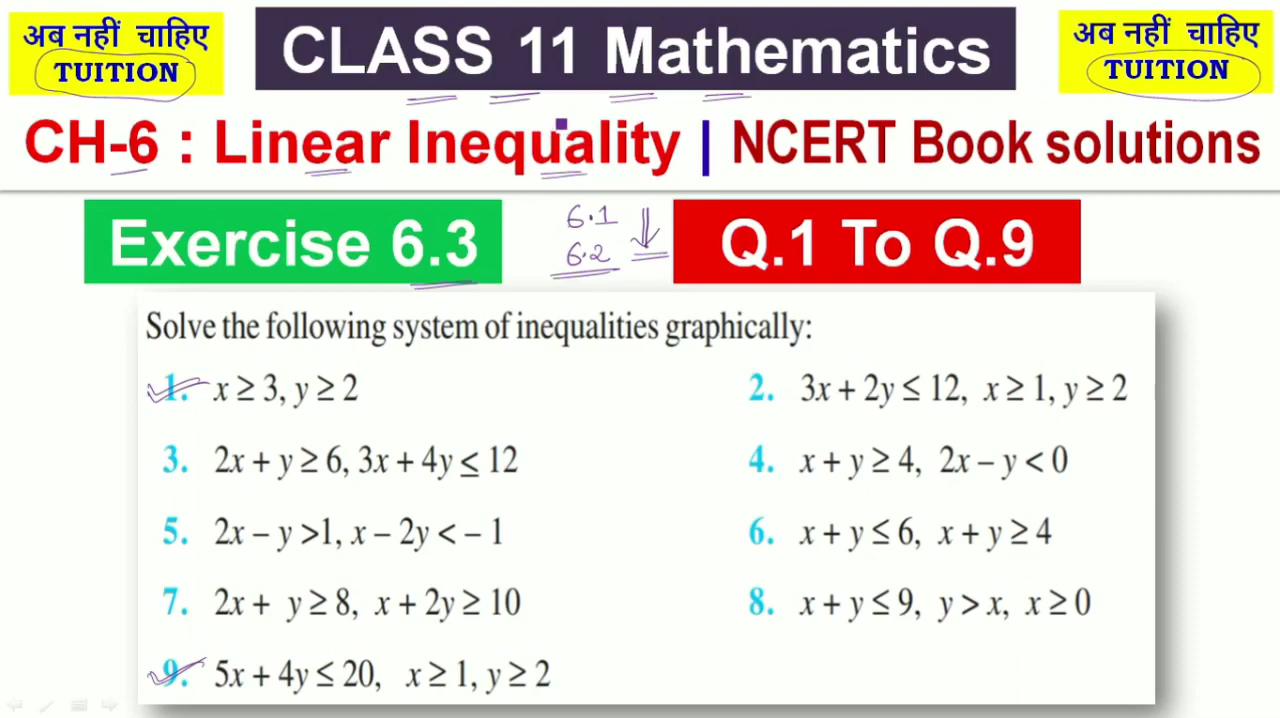 अब नहीं चाहिए
TUITION
CLASS 11 Mathematics
अब नहीं चाहिए
TUITION
CH-6 : Linear Inequality | NCERT Book solutions
Exercise 6.3
6.1
6.2
Q.1 To Q.9
Solve the following system of inequalities graphically:
1. x ≥ 3, y ≥ 2
2. 3x + 2y ≤ 12, x ≥ 1, y ≥ 2
3. 2x + y ≥ 6, 3x + 4y ≤ 12
4. x + y ≥ 4, 2x – y < 0
5. 2x – y >1, x – 2y < – 1
6. x + y ≤ 6, x + y ≥ 4
7. 2x + y ≥ 8, x + 2y ≥ 10
8. x + y ≤ 9, y > x, x ≥ 0
9. 5x + 4y ≤ 20, x ≥ 1, y ≥ 2